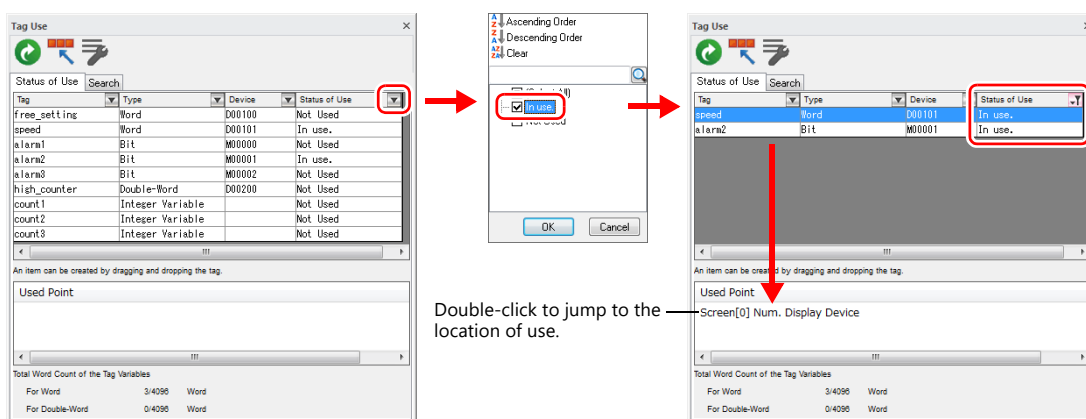 Tag Use
Status of Use Search
Tag Type Device Status of Use
free_setting Word D00100 Not Used
speed Word D00101 In use.
alarm1 Bit M00000 Not Used
alarm2 Bit M00001 In use.
alarm3 Bit M00002 Not Used
high_counter Double-Word D00200 Not Used
count1 Integer Variable Not Used
count2 Integer Variable Not Used
count3 Integer Variable Not Used
An item can be created by dragging and dropping the tag.
Used Point
Total Word Count of the Tag Variables
For Word 3/4096 Word
For Double-Word 0/4096 Word
Ascending Order
Descending Order
Clear
(Select All)
In use.
Not Used
OK Cancel
Double-click to jump to the
location of use.
Tag Use
Status of Use Search
Tag Type Device Status of Use
speed Word D00101 In use.
alarm2 Bit M00001 In use.
An item can be created by dragging and dropping the tag.
Used Point
Screen[0] Num. Display Device
Total Word Count of the Tag Variables
For Word 3/4096 Word
For Double-Word 0/4096 Word